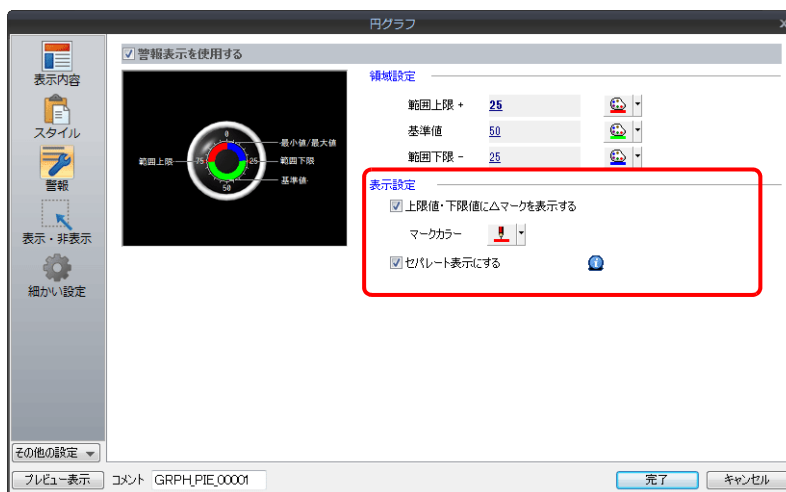 円グラフ
表示内容
スタイル
警報
表示・非表示
細かい設定
その他の設定
警報表示を使用する
0
最小値/最大値
範囲上限
75
25
範囲下限
50
基準値
領域設定
範囲上限 + 25
基準値 50
範囲下限 - 25
表示設定
上限値・下限値に△マークを表示する
マークカラー
セパレート表示にする
プレビュー表示 コメント GRPH_PIE_00001 完了 キャンセル